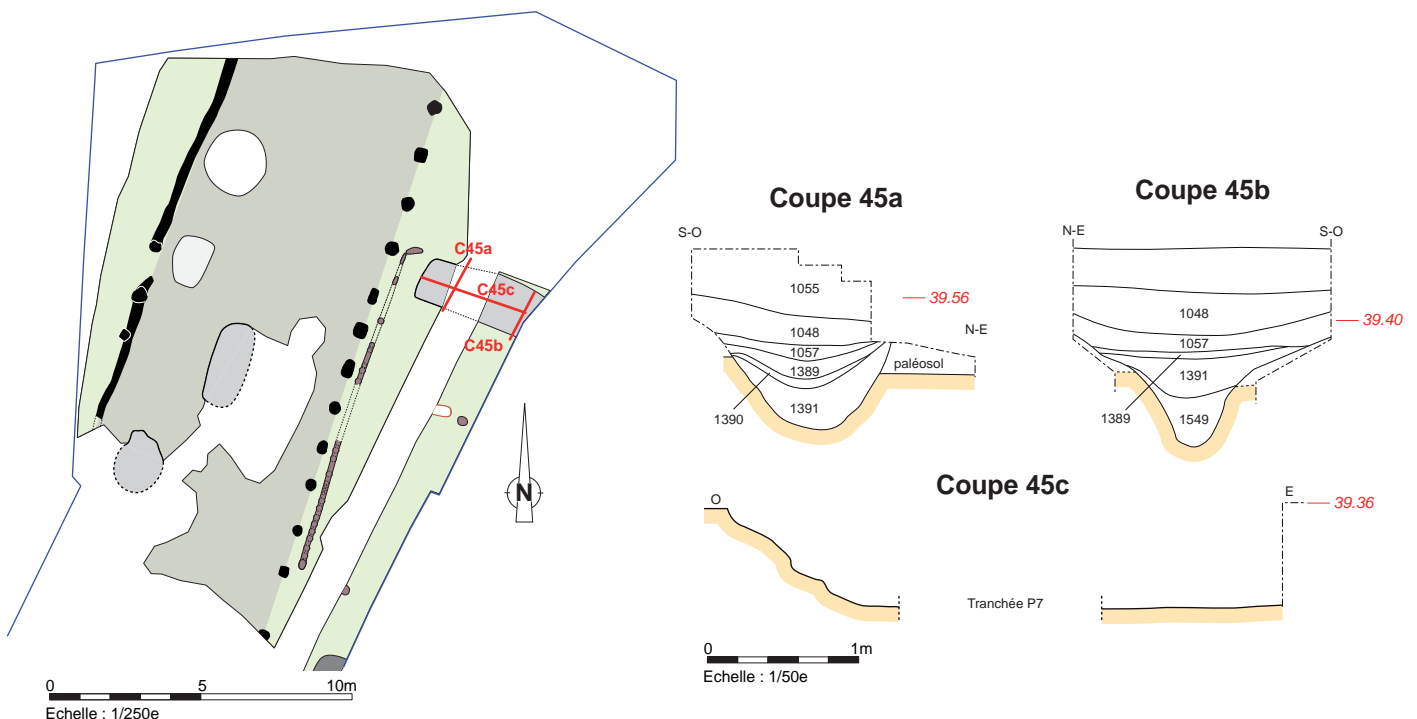 C45a
C45c
C45b
N
0 5 10m
Echelle : 1/250e
Coupe 45a
S-O
1055
39.56
1048
N-E
1057
paléosol
1389
1390
1391
Coupe 45b
N-E S-O
1048
39.40
1057
1391
1389
1549
Coupe 45c
O
E
39.36
Tranchée P7
0 1m
Echelle : 1/50e